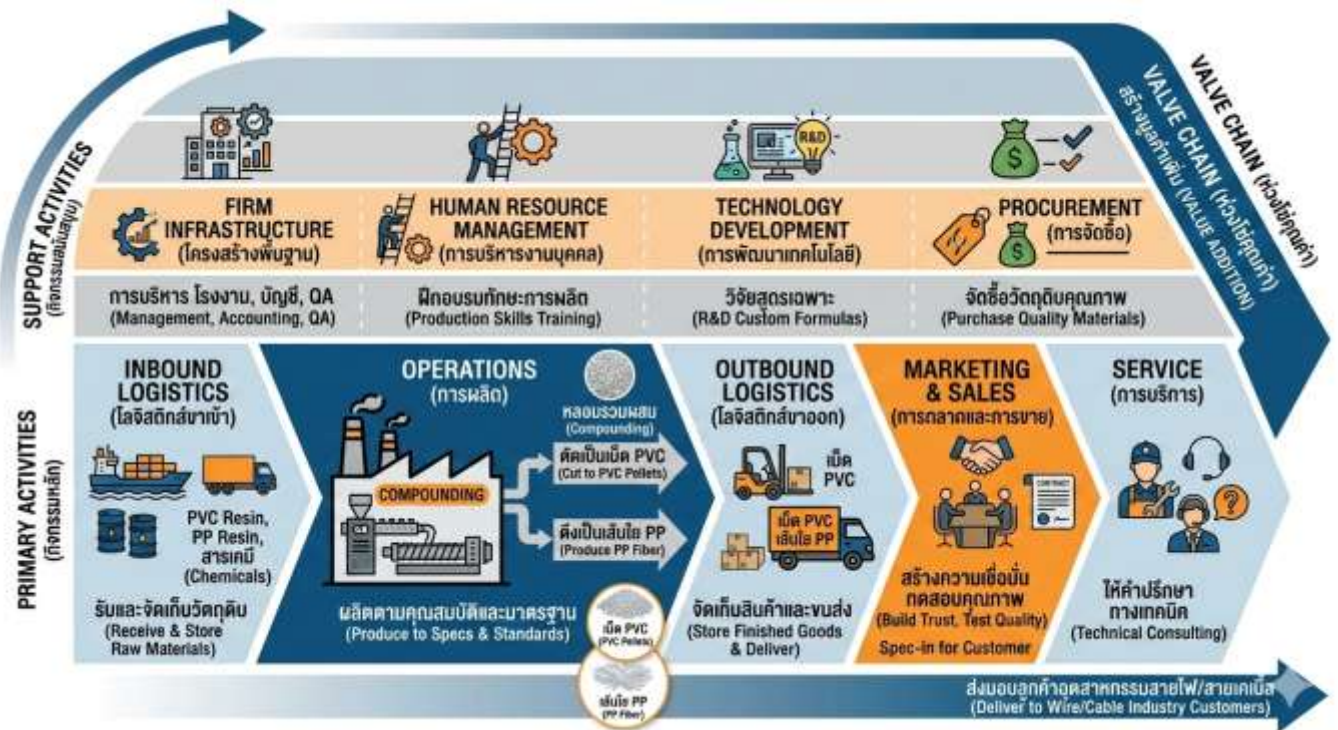 SUPPORT ACTIVITIES
(กิจกรรมสนับสนุน)
FIRM
INFRASTRUCTURE
(โครงสร้างพื้นฐาน)
HUMAN RESOURCE
MANAGEMENT
(การบริหารงานบุคคล)
R&D
TECHNOLOGY
DEVELOPMENT
(การพัฒนาเทคโนโลยี)
$
PROCUREMENT
(การจัดซื้อ)
$
การบริหาร โรงงาน, บัญชี, QA
(Management, Accounting, QA)
ฝึกอบรมทักษะการผลิต
(Production Skills Training)
วิจัยสูตรเฉพาะ
(R&D Custom Formulas)
จัดซื้อวัตถุดิบคุณภาพ
(Purchase Quality Materials)
VALVE CHAIN (ห่วงโซ่คุณค่า)
VALVE CHAIN (ห่วงโซ่คุณค่า)
สร้างมูลค่าเพิ่ม (VALUE ADDITION)
PRIMARY ACTIVITIES
(กิจกรรมหลัก)
INBOUND
LOGISTICS
(โลจิสติกส์ขาเข้า)
PVC Resin,
PP Resin,
สารเคมี
(Chemicals)
รับและจัดเก็บวัตถุดิบ
(Receive & Store
Raw Materials)
OPERATIONS
(การผลิต)
หลอมรวมผสม
(Compounding)
COMPOUNDING
ตัดเป็นเม็ด PVC
(Cut to PVC Pellets)
ดึงเป็นเส้นใย PP
(Produce PP Fiber)
ผลิตตามคุณสมบัติและมาตรฐาน
(Produce to Specs & Standards)
เม็ด PVC
(PVC Pellets)
เส้นใย PP
(PP Fiber)
OUTBOUND
LOGISTICS
(โลจิสติกส์ขาออก)
เม็ด
PVC
เม็ด PVC
เส้นใย PP
จัดเก็บสินค้าและขนส่ง
(Store Finished Goods
& Deliver)
MARKETING
& SALES
(การตลาดและการขาย)
CONTRACT
สร้างความเชื่อมั่น
ทดสอบคุณภาพ
(Build Trust, Test Quality)
Spec-in for Customer
SERVICE
(การบริการ)
?
ให้คำปรึกษา
ทางเทคนิค
(Technical Consulting)
ส่งมอบลูกค้าอุตสาหกรรมสายไฟ/สายเคเบิ้ล
(Deliver to Wire/Cable Industry Customers)